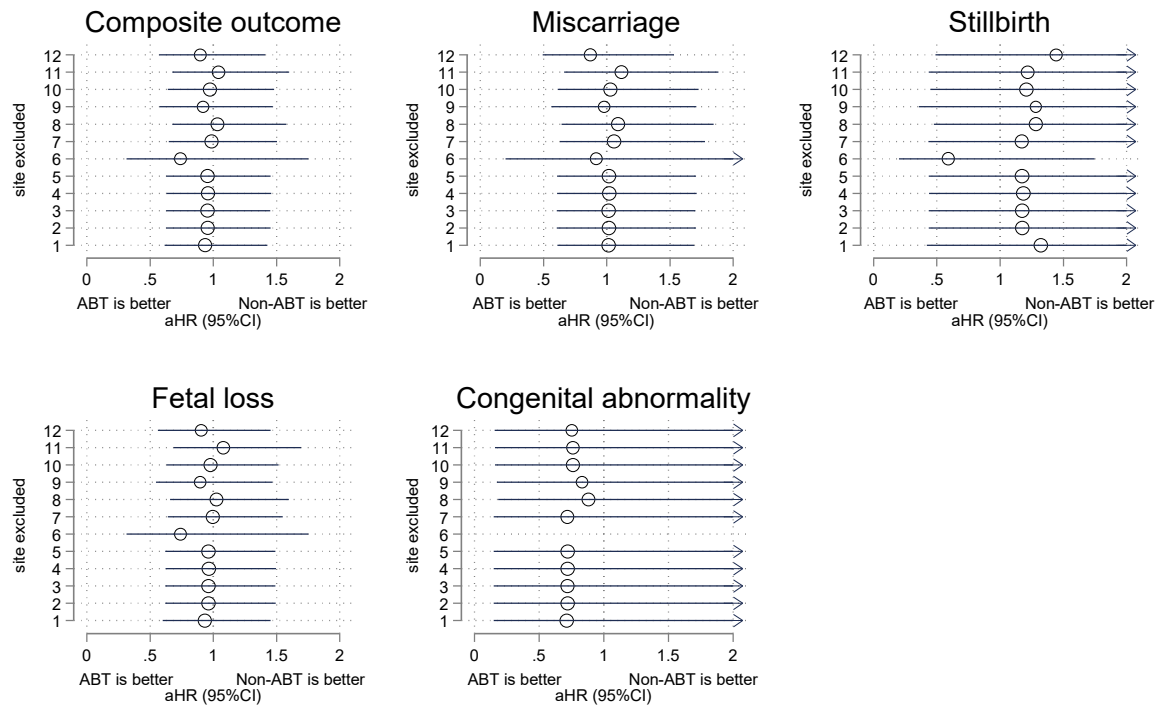 Composite outcome
site excluded
12
11
10
9
8
7
6
5
4
3
2
1
0 .5 1 1.5 2
ABT is better Non-ABT is better
aHR (95%CI)
Miscarriage
site excluded
12
11
10
9
8
7
6
5
4
3
2
1
0 .5 1 1.5 2
ABT is better Non-ABT is better
aHR (95%CI)
Stillbirth
site excluded
12
11
10
9
8
7
6
5
4
3
2
1
0 .5 1 1.5 2
ABT is better Non-ABT is better
aHR (95%CI)
Fetal loss
site excluded
12
11
10
9
8
7
6
5
4
3
2
1
0 .5 1 1.5 2
ABT is better Non-ABT is better
aHR (95%CI)
Congenital abnormality
site excluded
12
11
10
9
8
7
6
5
4
3
2
1
0 .5 1 1.5 2
ABT is better Non-ABT is better
aHR (95%CI)